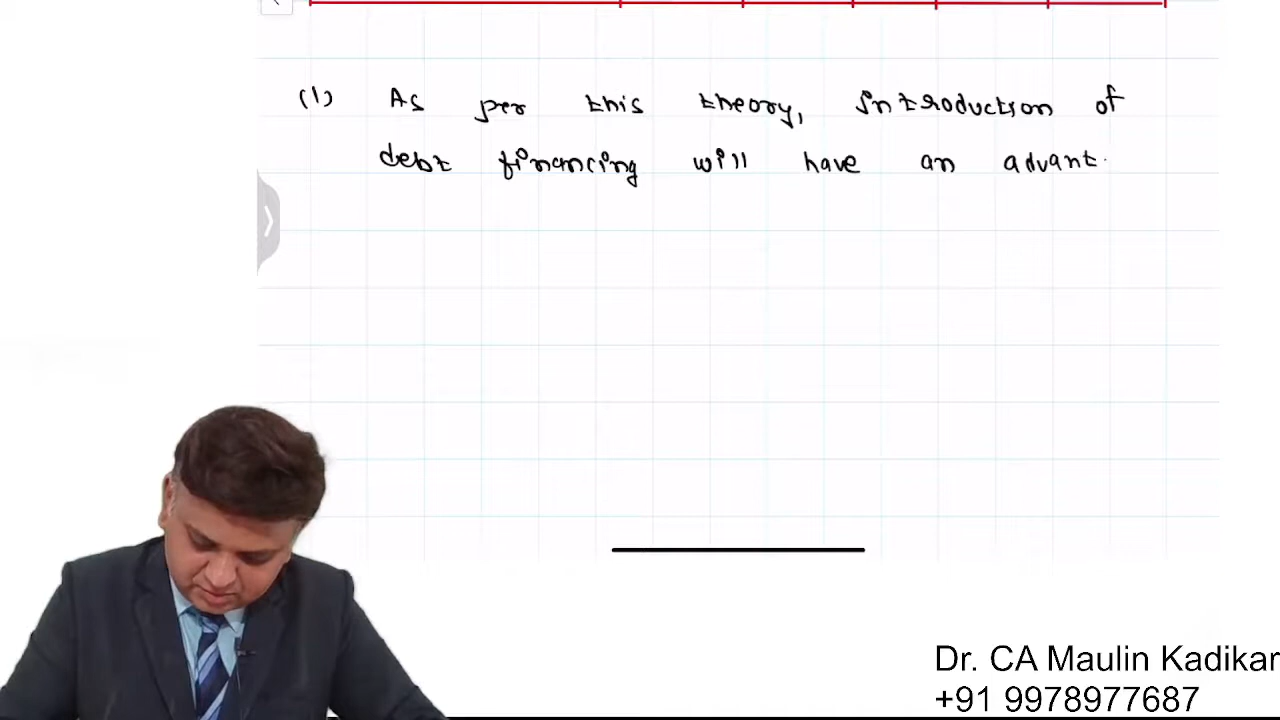 (1) As per this theory, introduction of
debt financing will have an advant.
Dr. CA Maulin Kadikar
+91 9978977687